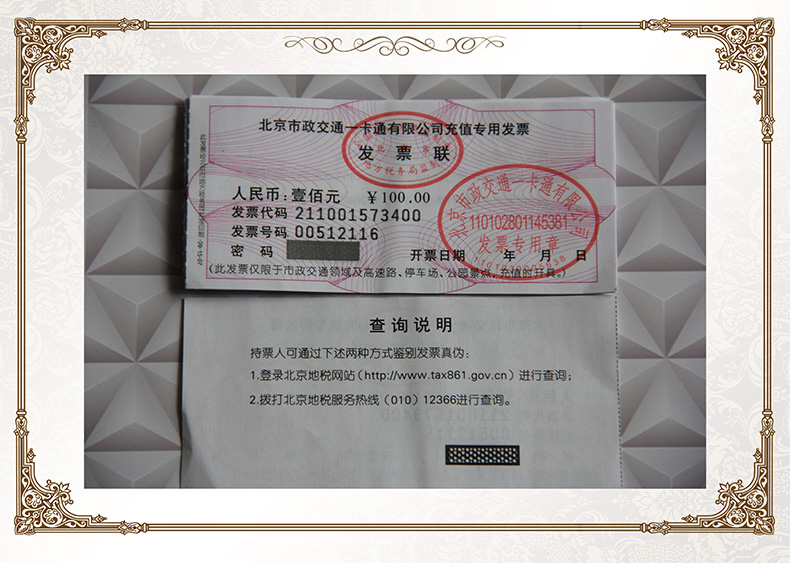 北京市政交通一卡通有限公司充值专用发票
发票联
人民币:壹佰元 ¥100.00
发票代码 211001573400
发票号码 00512116
密码
开票日期 年 月 日
(此发票仅限于市政交通领域及高速路、停车场、公园景点、充值时开具。)
北京市政交通一卡通有限公司
110102801145381
发票专用章
查询说明
持票人可通过下述两种方式鉴别发票真伪:
1.登录北京地税网站(http://www.tax861.gov.cn)进行查询;
2.拨打北京地税服务热线(010)12366进行查询。